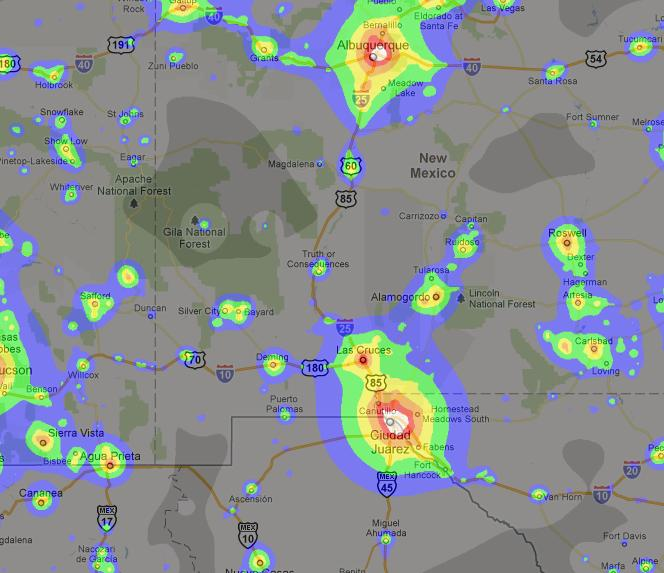 Window
Rock
Gallup
40
Pueblo
Eldorado at
Santa Fe
Las Vegas
Bernalillo
191
Albuquerque
54
Tucumcari
180
40
Zuni Pueblo
Grants
40
Santa Rosa
Holbrook
Meadow
Lake
25
Snowflake
St Johns
Fort Sumner
Melrose
Show Low
Pinetop-Lakeside
Eagar
Magdalena
60
New
Mexico
Apache
National Forest
Whiteriver
85
Carrizozo
Capitan
Gila National
Forest
Ruidoso
Roswell
Truth or
Consequences
Dexter
Tularosa
Hagerman
Safford
Alamogordo
Lincoln
National Forest
Artesia
Duncan
Silver City
Bayard
25
Carlsbad
Las Cruces
70
10
Deming
180
Loving
Willcox
85
Tucson
Benson
Puerto
Palomas
Canutillo
Homestead
Meadows South
Sierra Vista
Ciudad
Juarez
Fabens
Bisbee
Agua Prieta
Fort
Hancock
20
Cananea
Ascensión
MEX
45
Van Horn
10
MEX
17
Miguel
Ahumada
MEX
10
Fort Davis
Nacozari
de García
Marfa
Alpine